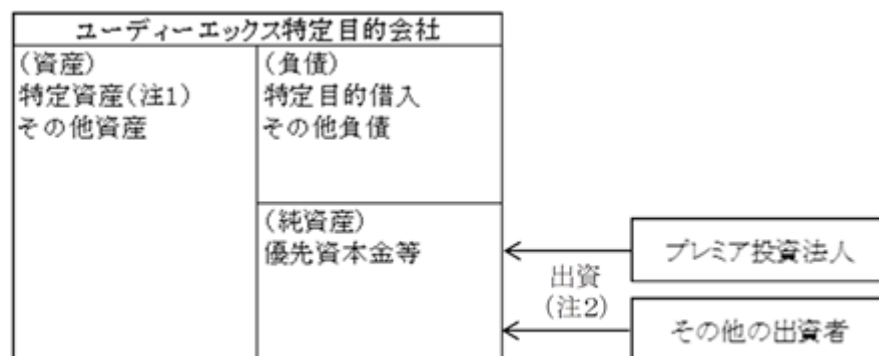 ユーディーエックス特定目的会社
(資産)
特定資産(注1)
その他資産
(負債)
特定目的借入
その他負債
(純資産)
優先資本金等
出資
(注2)
プレミア投資法人
その他の出資者